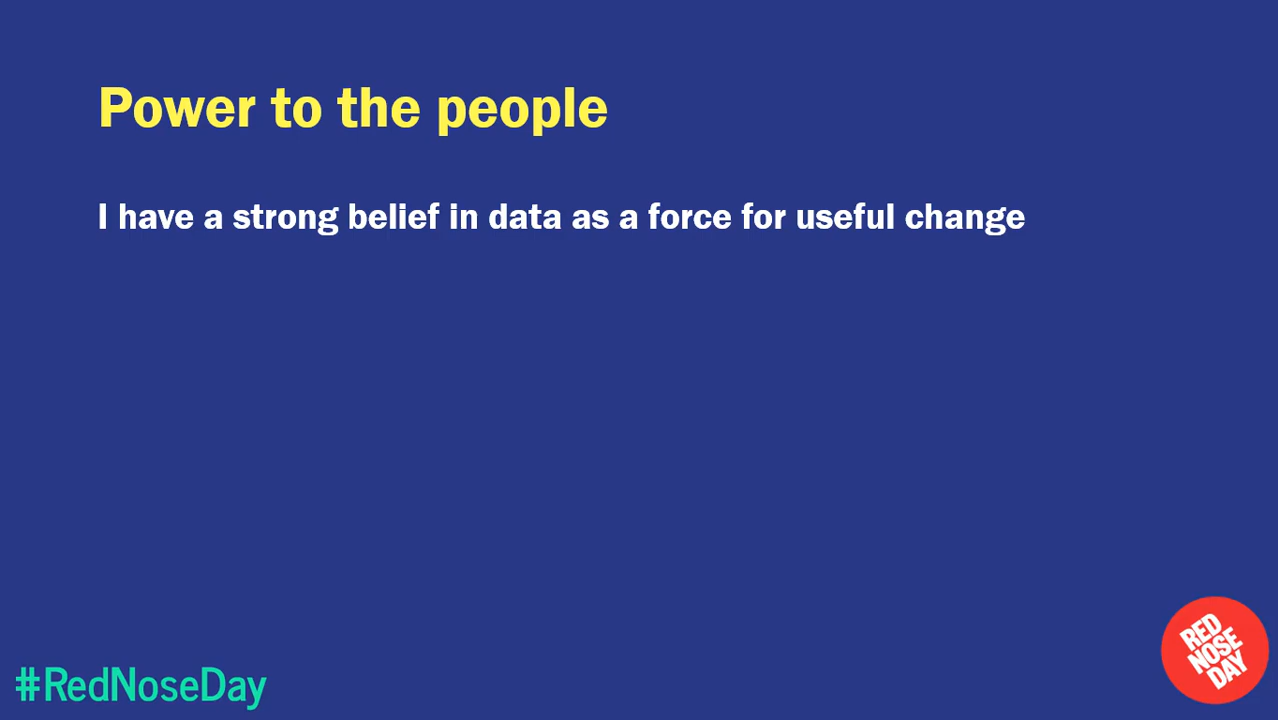 Power to the people
I have a strong belief in data as a force for useful change
#RedNoseDay
RED
NOSE
DAY